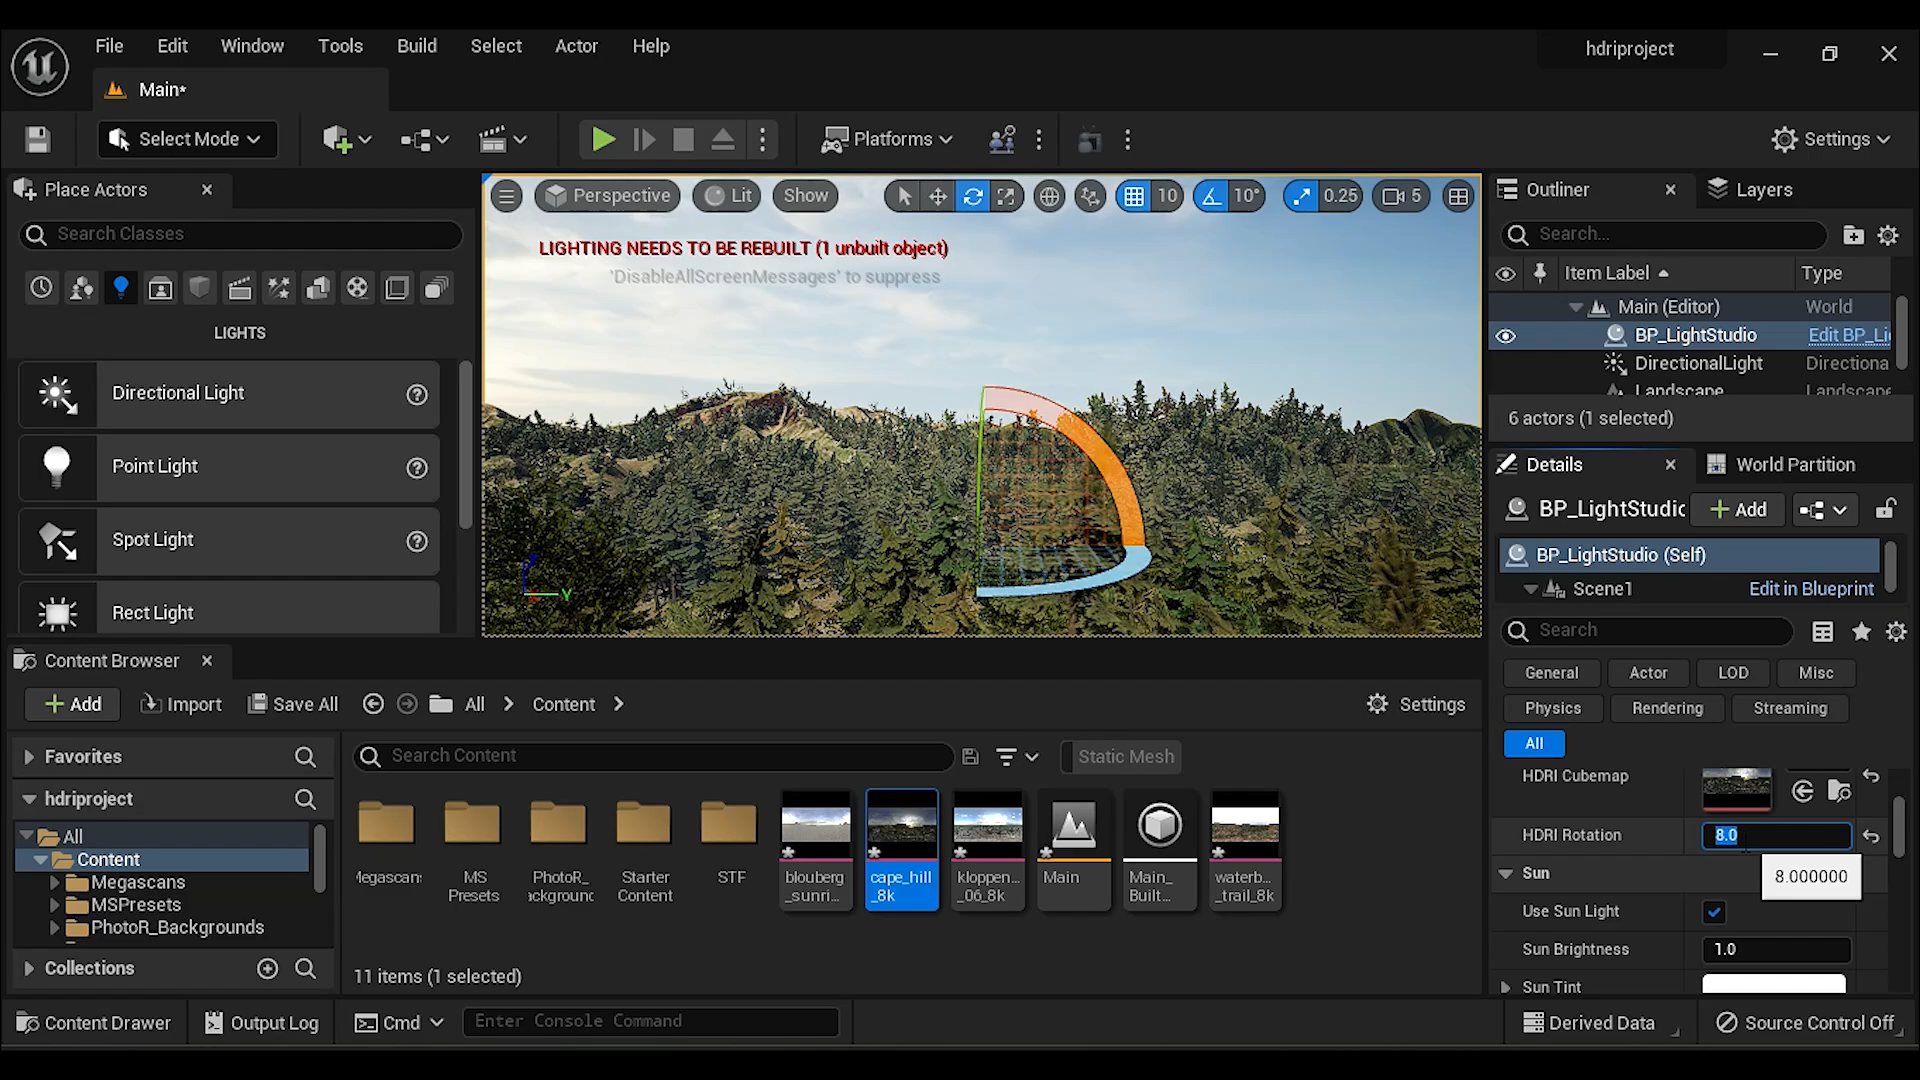 File Edit Window Tools Build Select Actor Help
hdriproject
Main*
Select Mode
Platforms
Settings
Place Actors
Search Classes
LIGHTS
Directional Light
Point Light
Spot Light
Rect Light
Perspective Lit Show 10 10° 0.25 5
LIGHTING NEEDS TO BE REBUILT (1 unbuilt object)
'DisableAllScreenMessages' to suppress
Y
Outliner Layers
Search...
Item Label Type
Main (Editor) World
BP_LightStudio Edit BP_Li
DirectionalLight Directiona
Landscape Landscape
6 actors (1 selected)
Details World Partition
BP_LightStudio Add
BP_LightStudio (Self)
Scene1 Edit in Blueprint
Search
General Actor LOD Misc
Physics Rendering Streaming
All
HDRI Cubemap
HDRI Rotation 8.0
Sun 8.000000
Use Sun Light
Sun Brightness 1.0
Sun Tint
Content Browser
Add Import Save All All Content Settings
Favorites
hdriproject
All
Content
Megascans
MSPresets
PhotoR_Backgrounds
Collections
Search Content Static Mesh
Megascans
MS
Presets
PhotoR_
ackground
Starter
Content
STF
blouberg
_sunri...
cape_hill
_8k
kloppen...
_06_8k
Main
Main_
Built...
waterb...
_trail_8k
11 items (1 selected)
Content Drawer Output Log Cmd Enter Console Command Derived Data Source Control Off